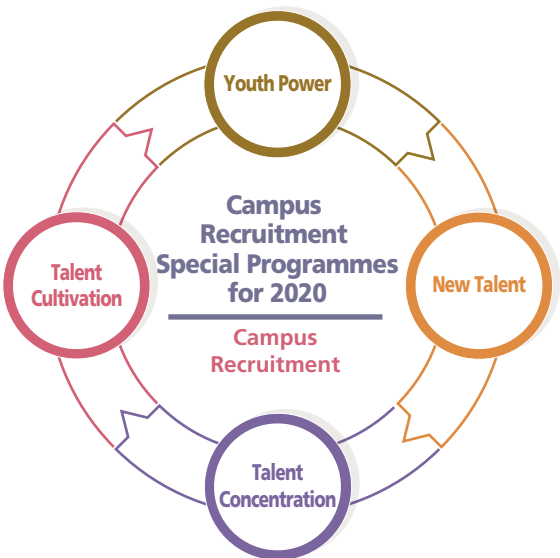 Youth Power
Campus
Recruitment
Special Programmes
for 2020
Campus
Recruitment
Talent
Cultivation
New Talent
Talent
Concentration